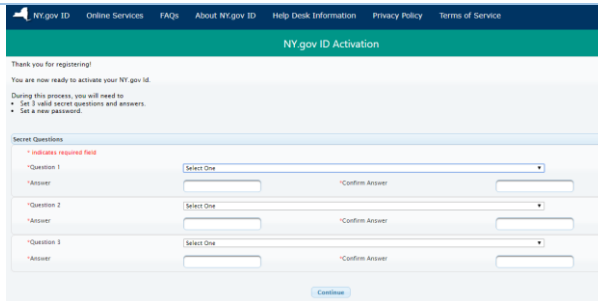 NY.gov ID Online Services FAQs About NY.gov ID Help Desk Information Privacy Policy Terms of Service
NY.gov ID Activation
Thank you for registering!
You are now ready to activate your NY.gov Id.
During this process, you will need to
• Set 3 valid secret questions and answers.
• Set a new password.
Secret Questions
* indicates required field
*Question 1 Select One
*Answer *Confirm Answer
*Question 2 Select One
*Answer *Confirm Answer
*Question 3 Select One
*Answer *Confirm Answer
Continue